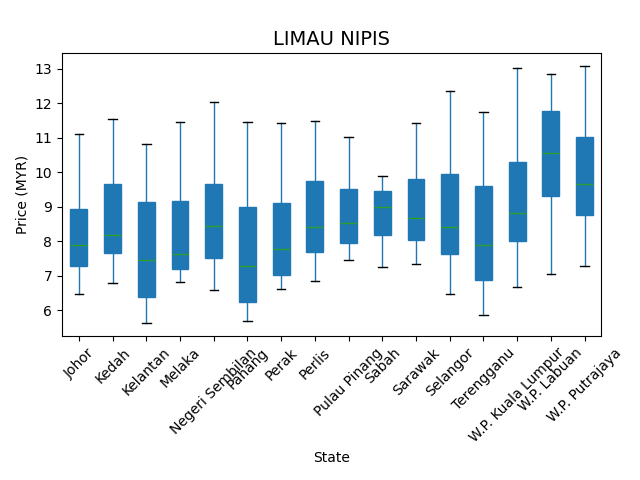 LIMAU NIPIS
Price (MYR)
13
12
11
10
9
8
7
6
Johor
Kedah
Kelantan
Melaka
Negeri Sembilan
Pahang
Perak
Perlis
Pulau Pinang
Sabah
Sarawak
Selangor
Terengganu
W.P. Kuala Lumpur
W.P. Labuan
W.P. Putrajaya
State